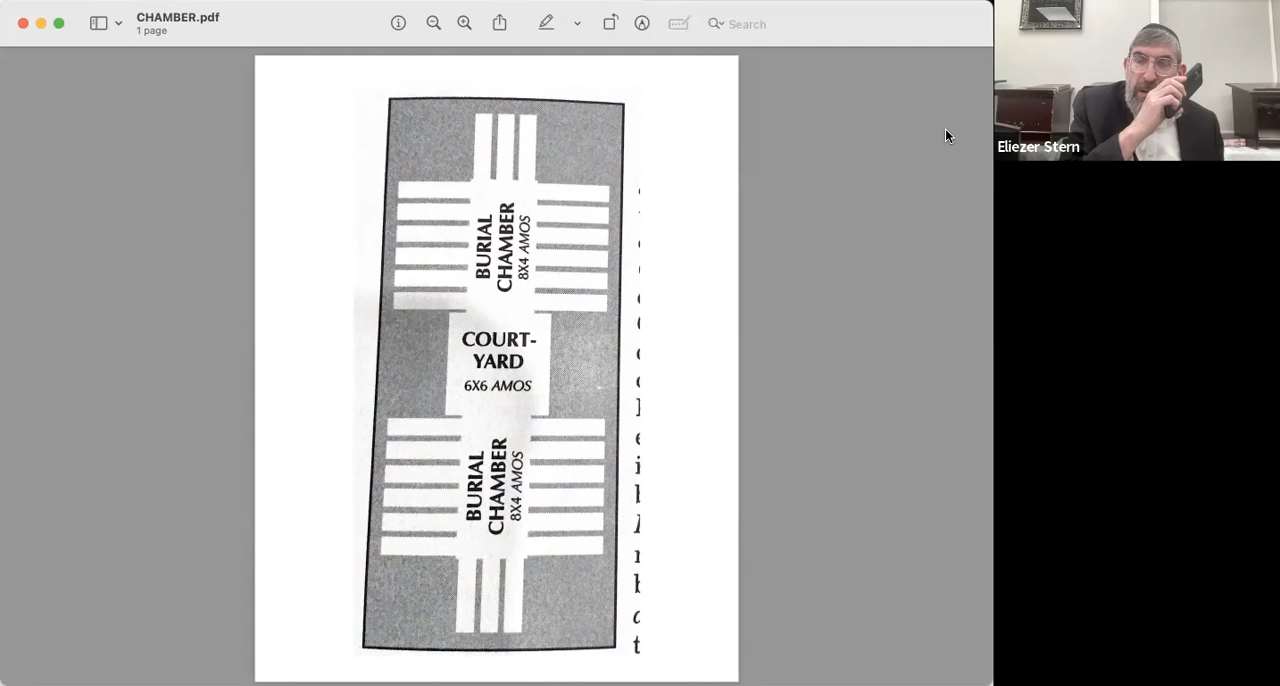 CHAMBER.pdf
1 page
Search
BURIAL
CHAMBER
8X4 AMOS
COURT-
YARD
6X6 AMOS
BURIAL
CHAMBER
8X4 AMOS
Eliezer Stern